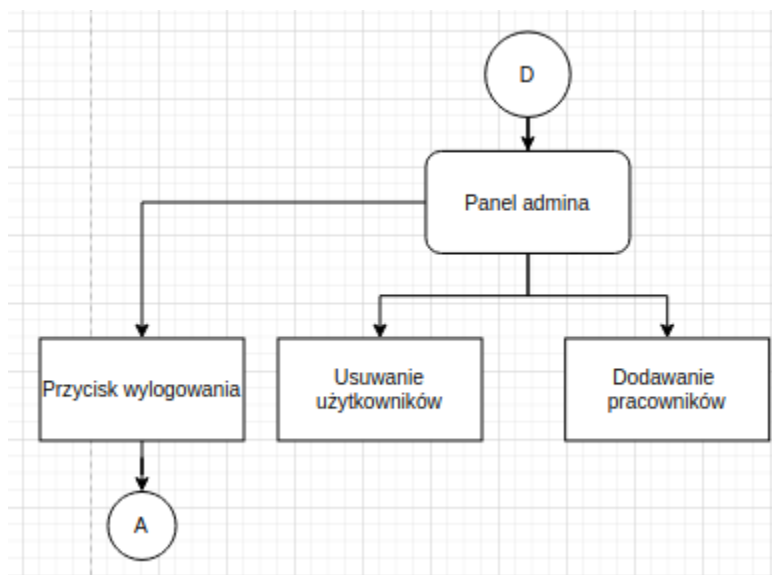 D
Panel admina
Przycisk wylogowania
Usuwanie
użytkowników
Dodawanie
pracowników
A